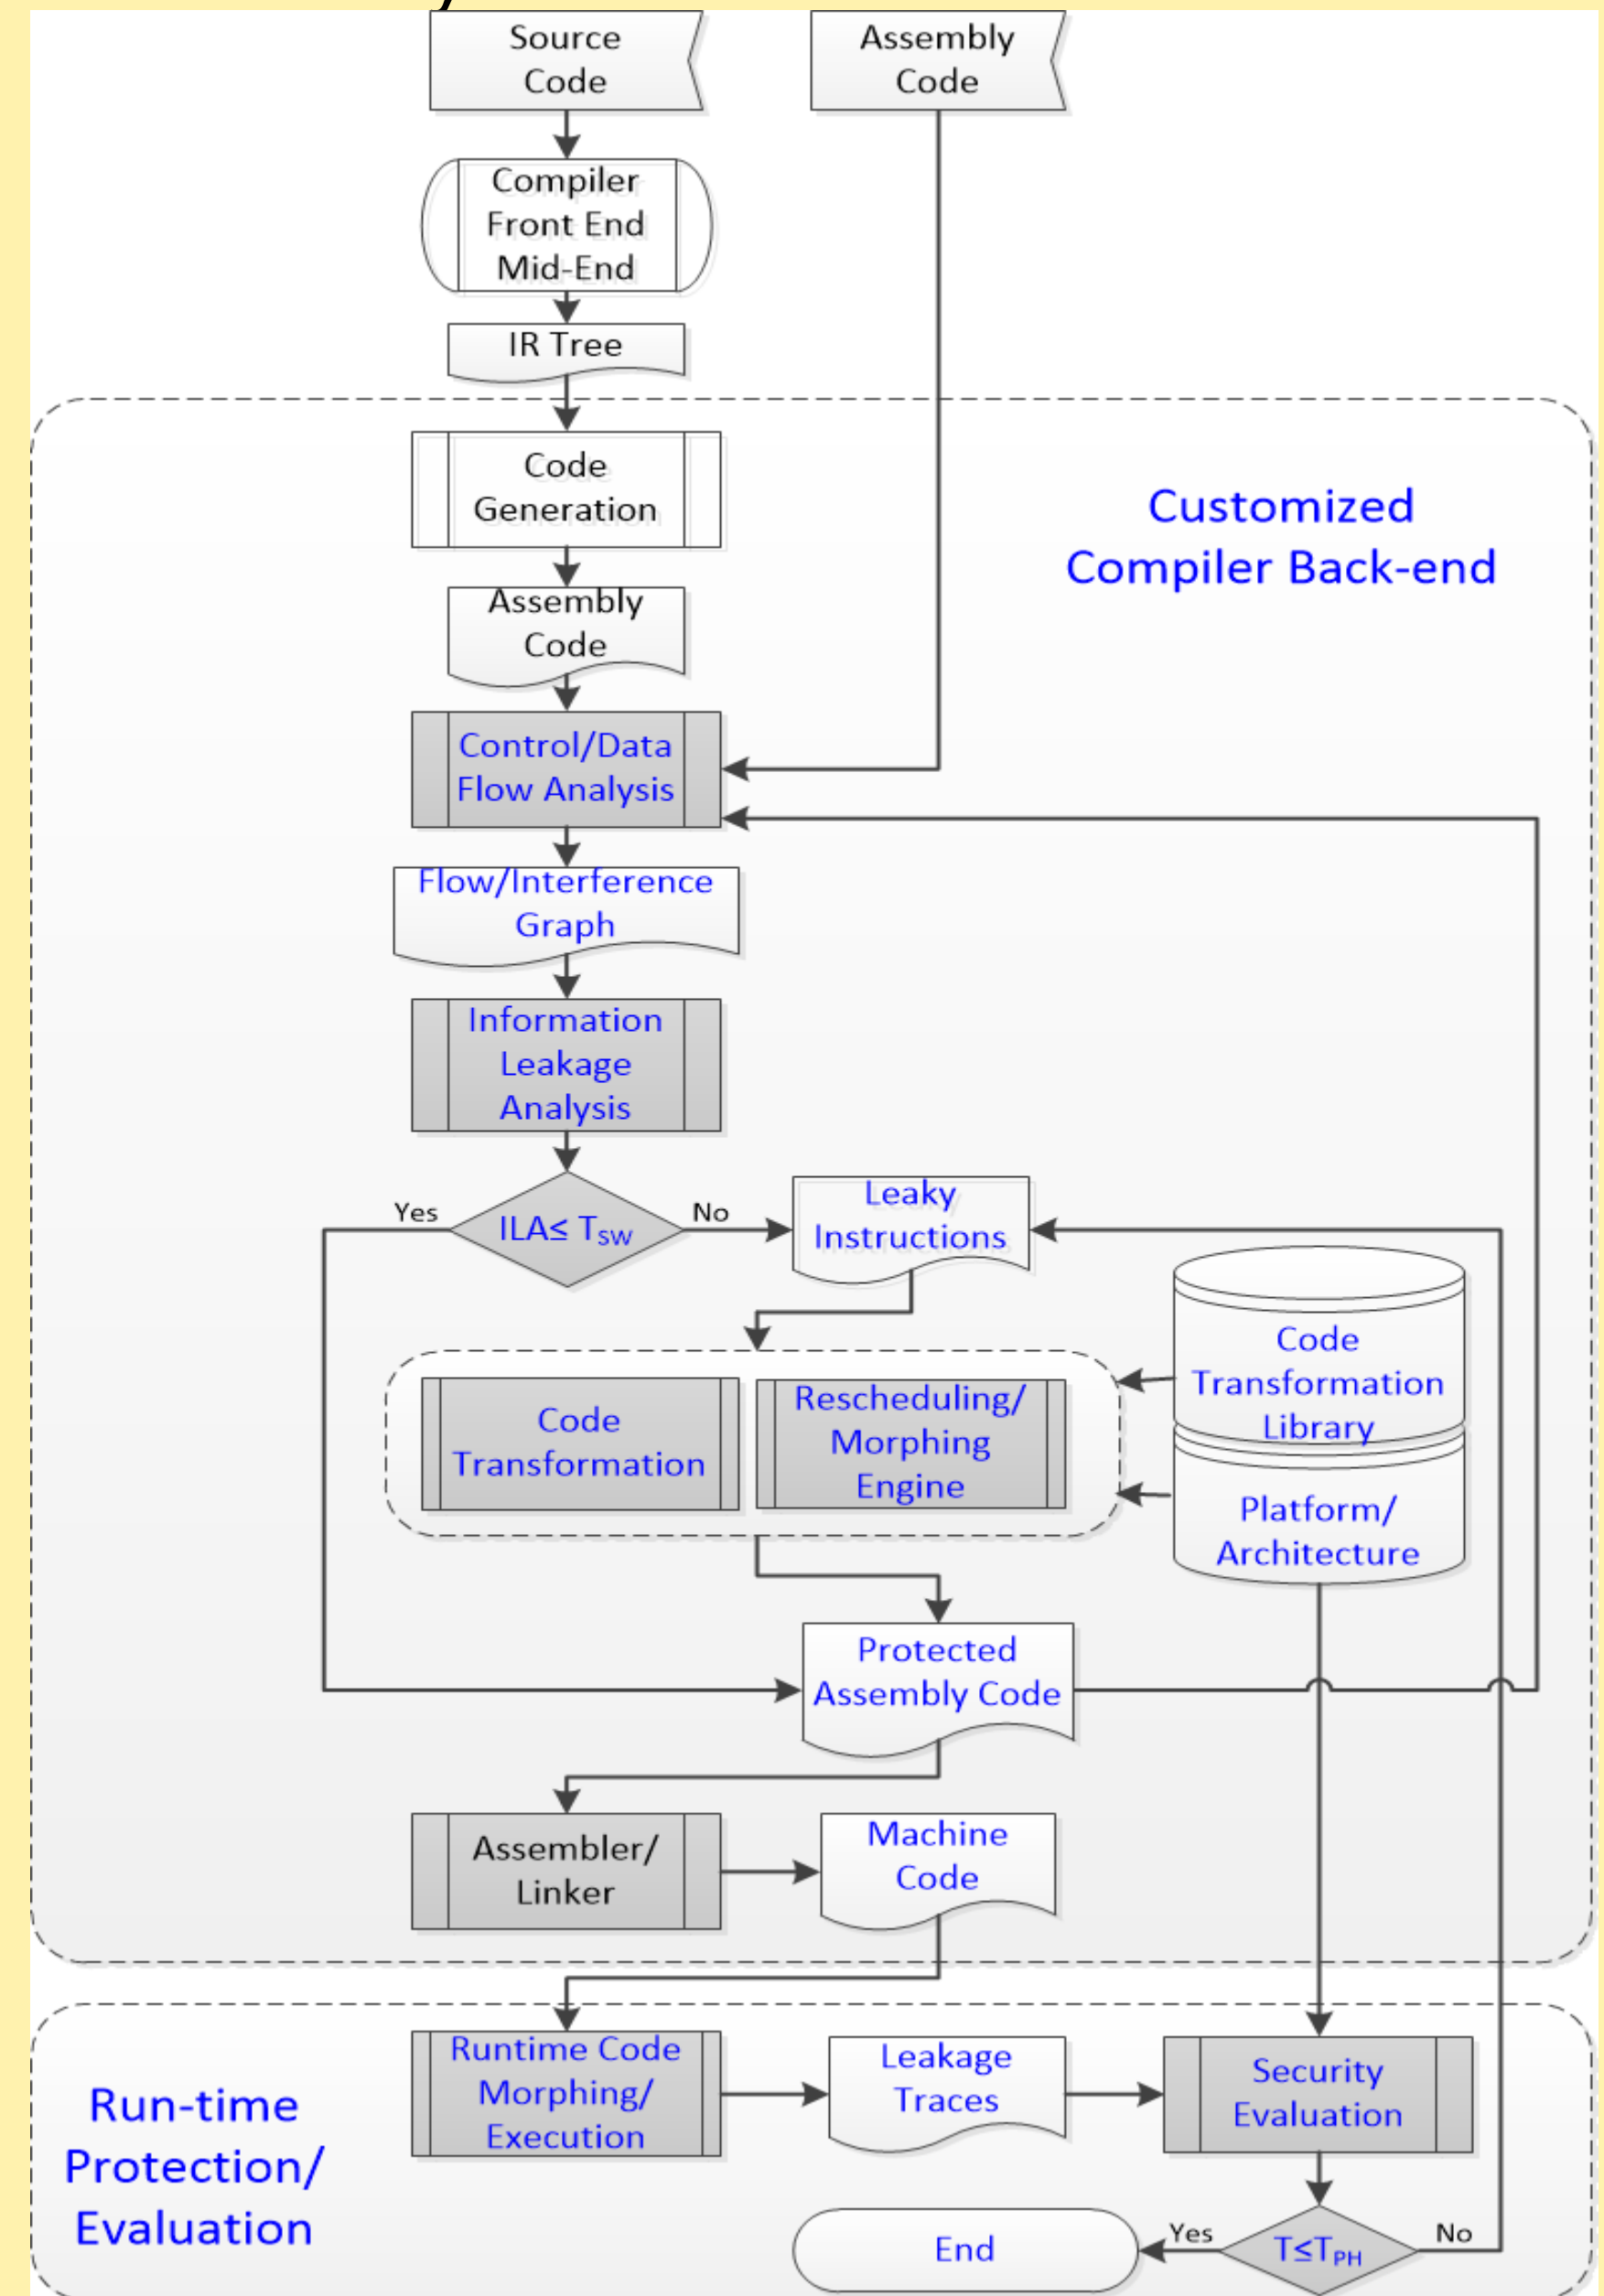 Source
Code
Assembly
Code
Compiler
Front End
Mid-End
IR Tree
Code
Generation
Customized
Compiler Back-end
Assembly
Code
Control/Data
Flow Analysis
Flow/Interference
Graph
Information
Leakage
Analysis
Yes
ILA≤ TSW
No
Leaky
Instructions
Code
Transformation
Library
Code
Transformation
Rescheduling/
Morphing
Engine
Platform/
Architecture
Protected
Assembly Code
Assembler/
Linker
Machine
Code
Run-time
Protection/
Evaluation
Runtime Code
Morphing/
Execution
Leakage
Traces
Security
Evaluation
End
Yes
T≤TPH
No